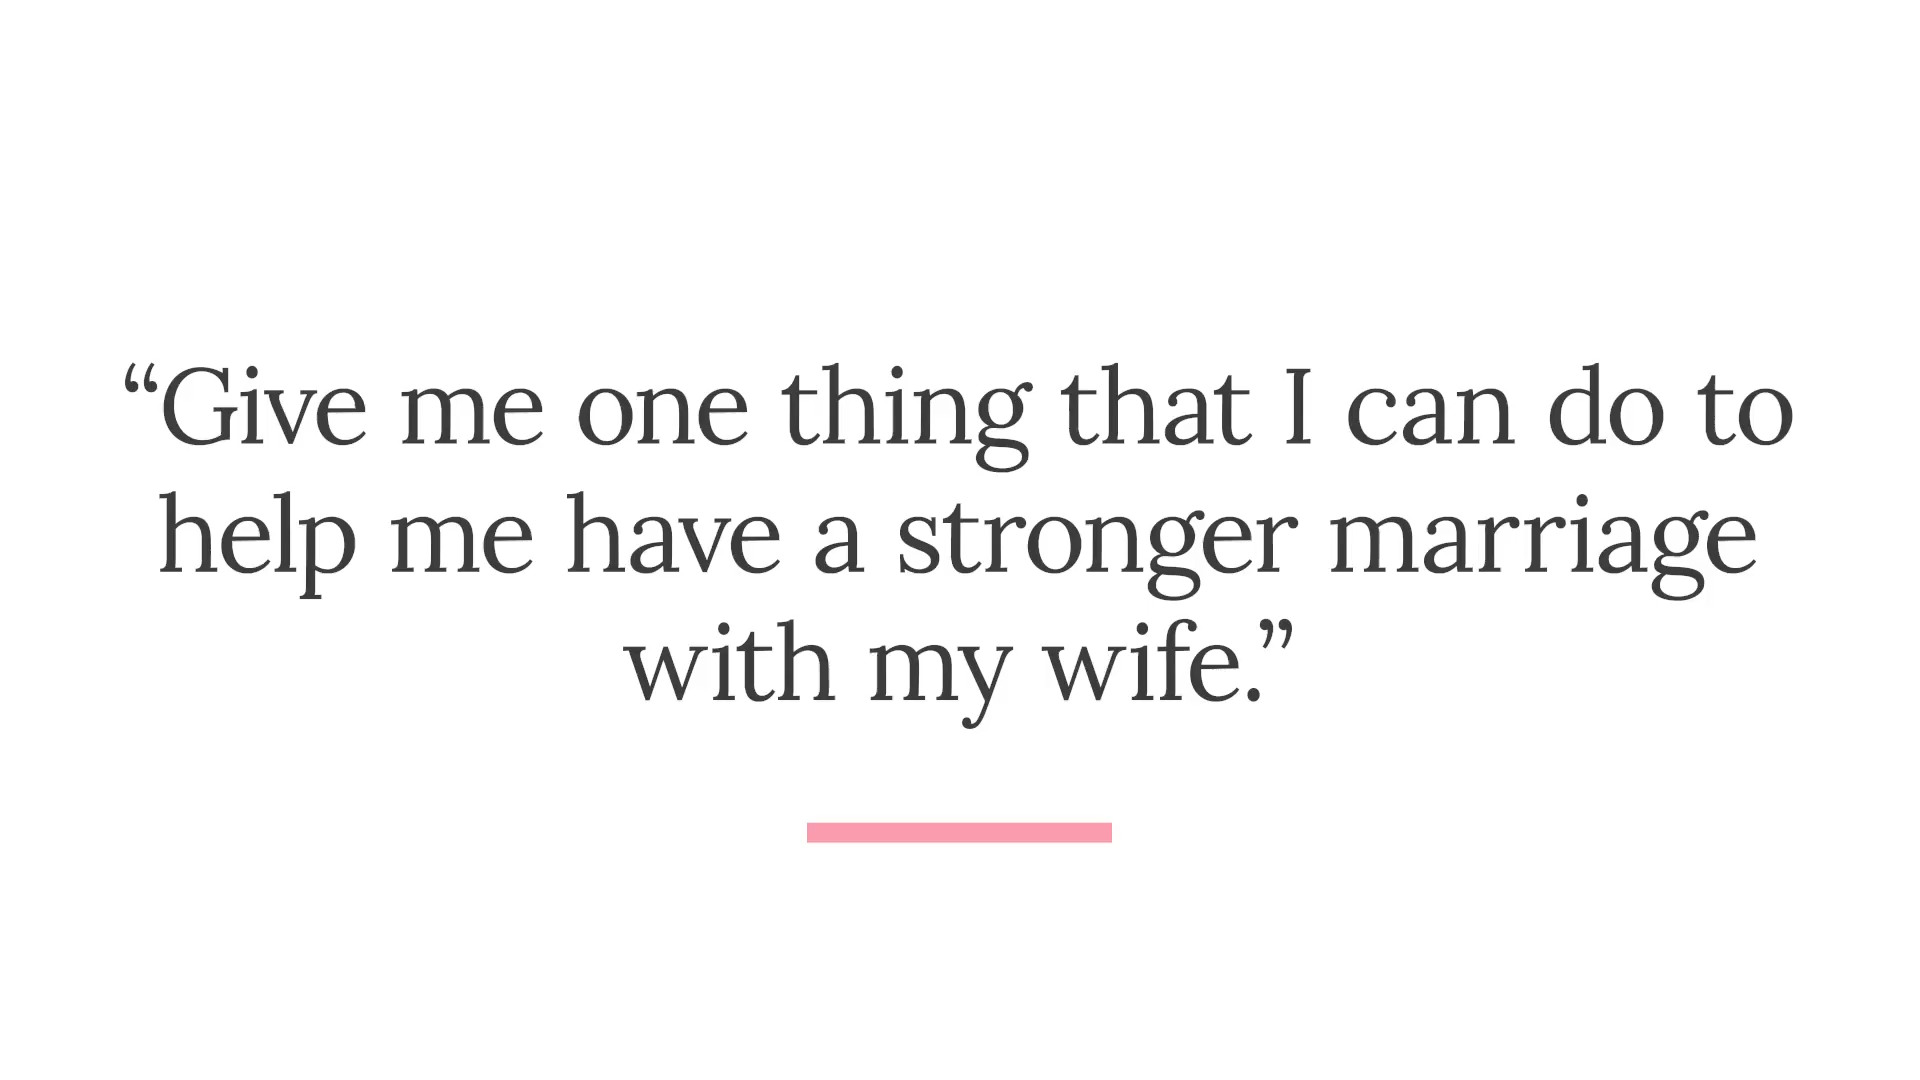 “Give me one thing that I can do to
help me have a stronger marriage
with my wife.”